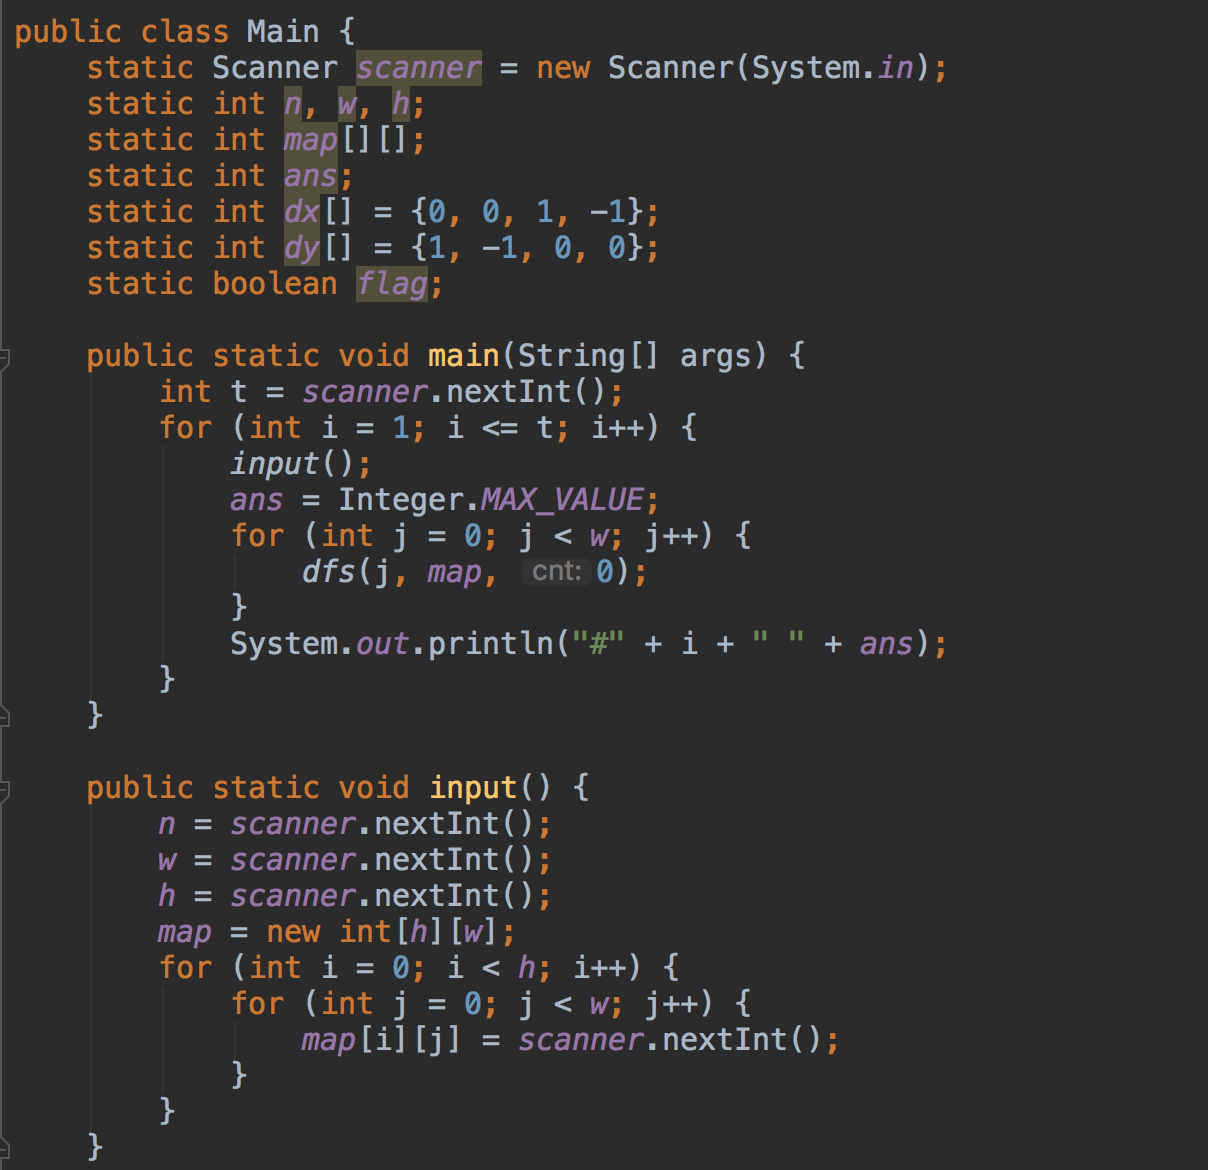 public class Main {
    static Scanner scanner = new Scanner(System.in);
    static int n, w, h;
    static int map[][];
    static int ans;
    static int dx[] = {0, 0, 1, -1};
    static int dy[] = {1, -1, 0, 0};
    static boolean flag;

    public static void main(String[] args) {
        int t = scanner.nextInt();
        for (int i = 1; i <= t; i++) {
            input();
            ans = Integer.MAX_VALUE;
            for (int j = 0; j < w; j++) {
                dfs(j, map, cnt: 0);
            }
            System.out.println("#" + i + " " + ans);
        }
    }

    public static void input() {
        n = scanner.nextInt();
        w = scanner.nextInt();
        h = scanner.nextInt();
        map = new int[h][w];
        for (int i = 0; i < h; i++) {
            for (int j = 0; j < w; j++) {
                map[i][j] = scanner.nextInt();
            }
        }
    }